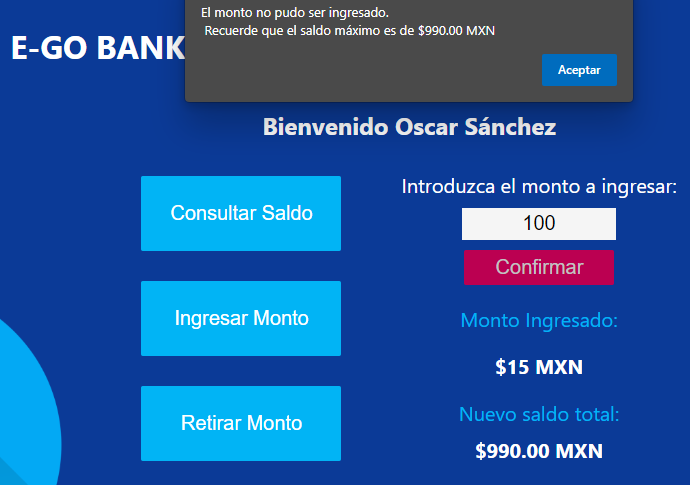 El monto no pudo ser ingresado.
Recuerde que el saldo máximo es de $990.00 MXN
Aceptar
E-GO BANK
Bienvenido Oscar Sánchez
Consultar Saldo
Ingresar Monto
Retirar Monto
Introduzca el monto a ingresar:
100
Confirmar
Monto Ingresado:
$15 MXN
Nuevo saldo total:
$990.00 MXN